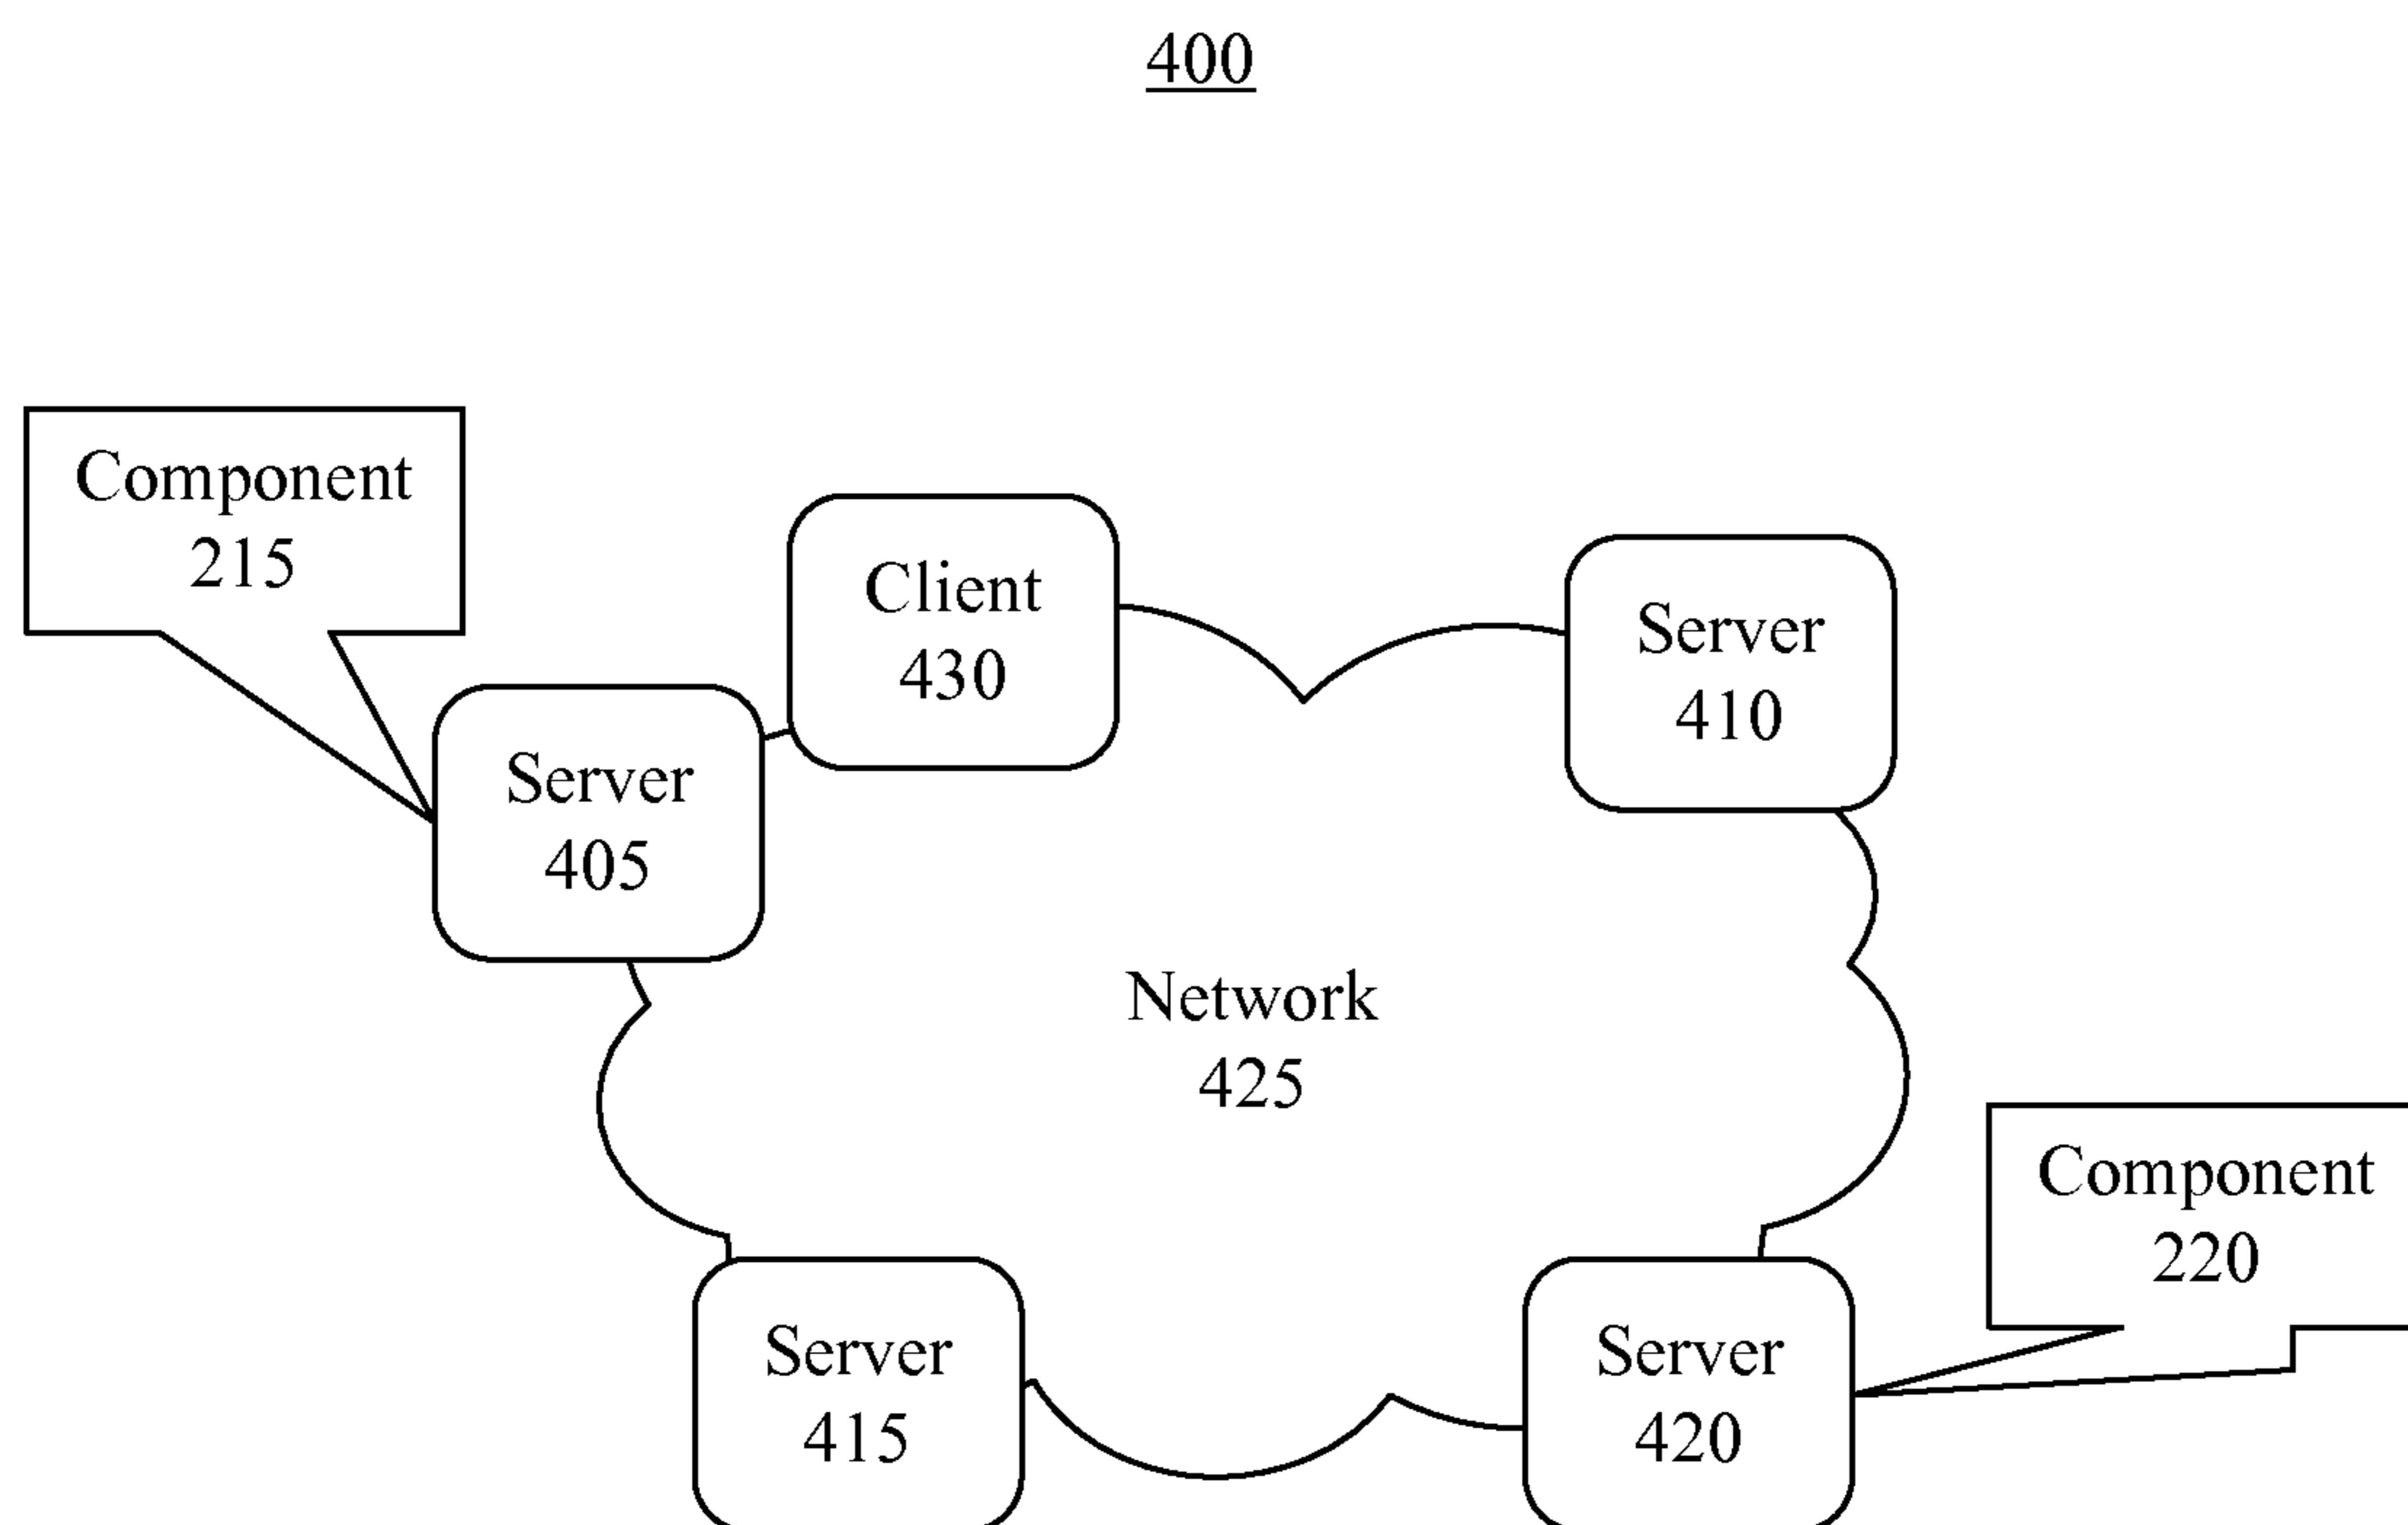 400
Component
215
Client
430
Server
410
Server
405
Network
425
Component
220
Server
415
Server
420